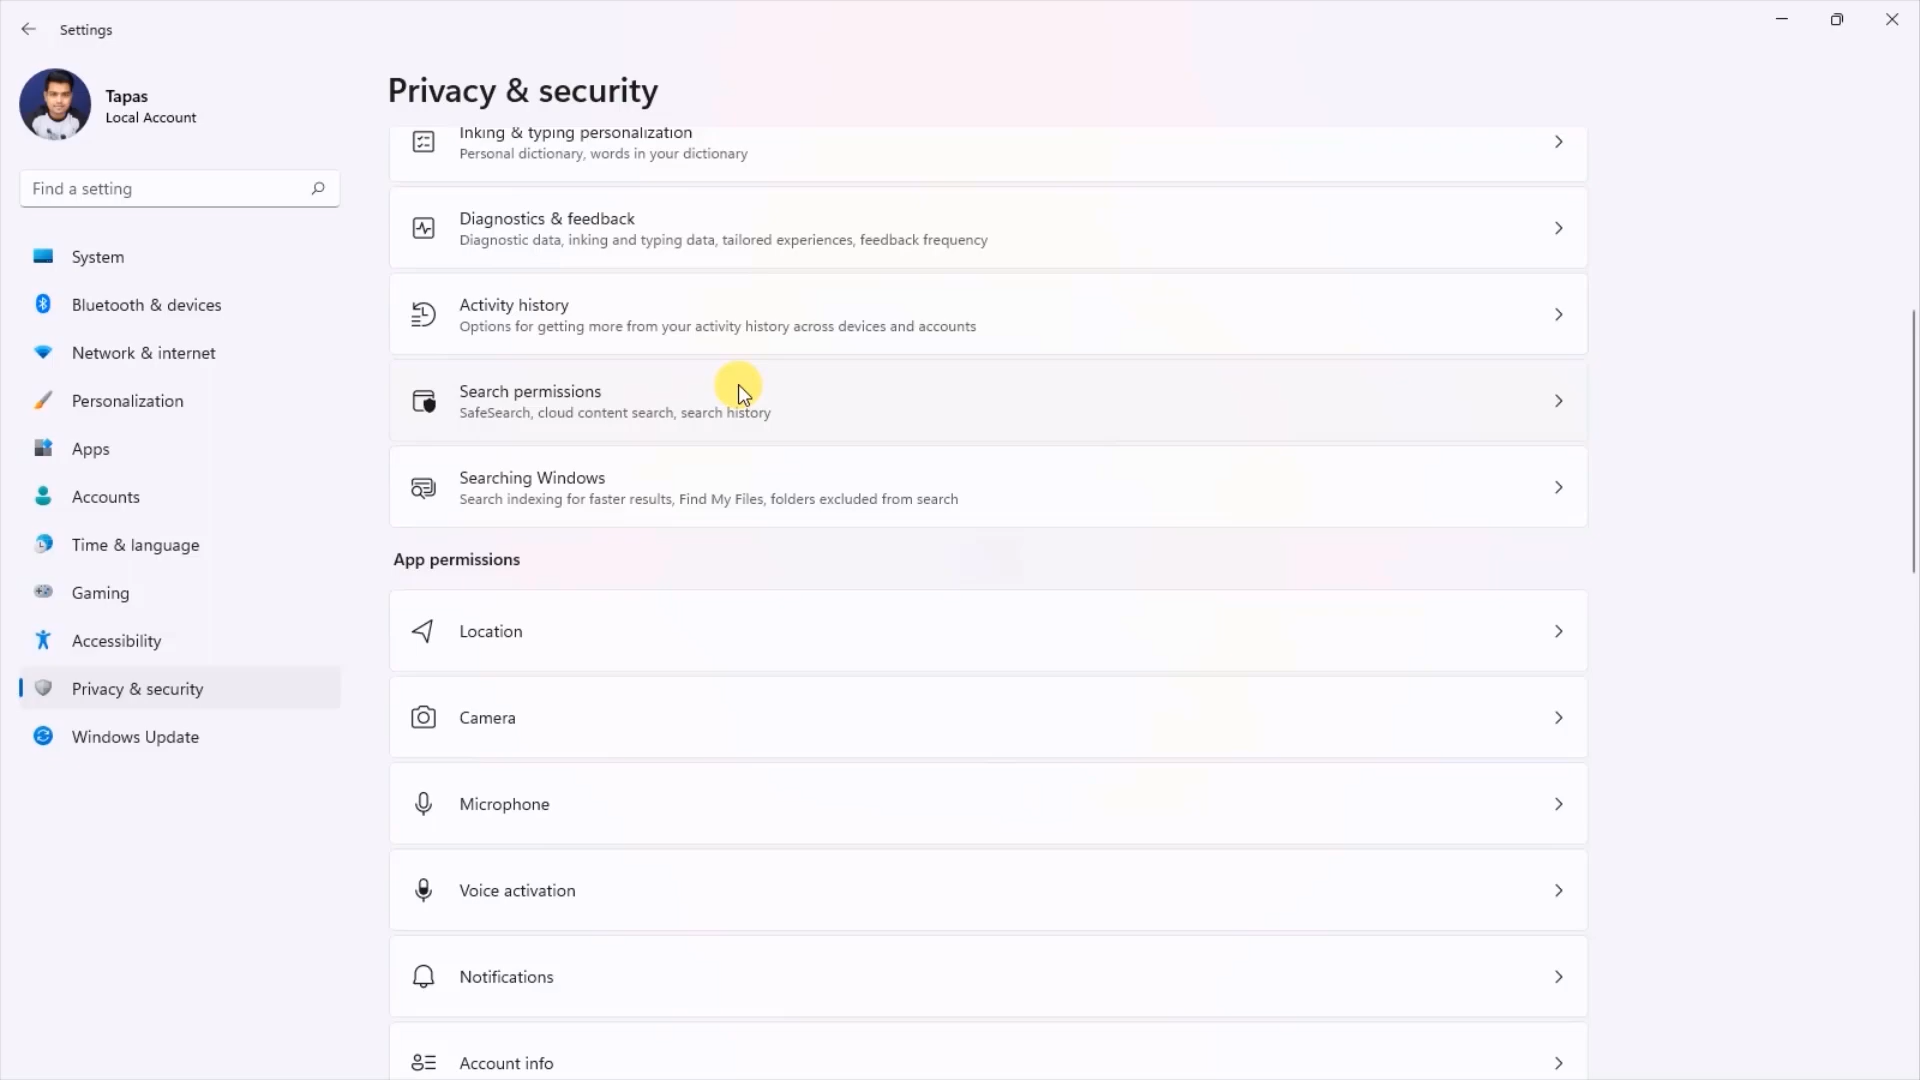 Settings
Tapas
Local Account
Find a setting
System
Bluetooth & devices
Network & internet
Personalization
Apps
Accounts
Time & language
Gaming
Accessibility
Privacy & security
Windows Update
Privacy & security
Inking & typing personalization
Personal dictionary, words in your dictionary
Diagnostics & feedback
Diagnostic data, inking and typing data, tailored experiences, feedback frequency
Activity history
Options for getting more from your activity history across devices and accounts
Search permissions
SafeSearch, cloud content search, search history
Searching Windows
Search indexing for faster results, Find My Files, folders excluded from search
App permissions
Location
Camera
Microphone
Voice activation
Notifications
Account info